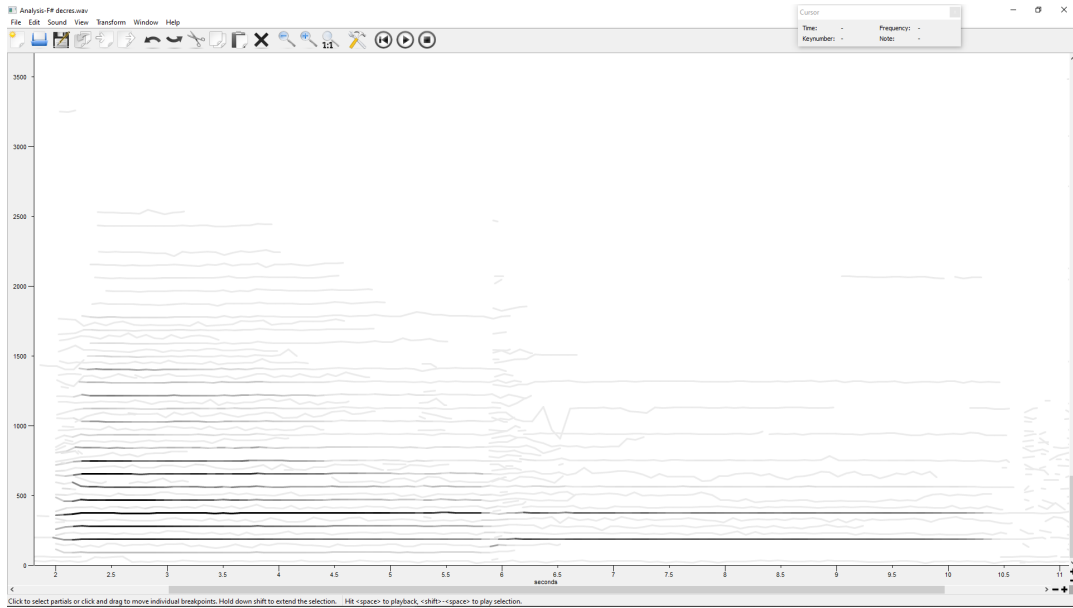 Analysis-F# decres.wav
File Edit Sound View Transform Window Help
1:1
Cursor
Time: - Frequency: -
Keynumber: - Note: -
3500
3000
2500
2000
1500
1000
500
0
2 2.5 3 3.5 4 4.5 5 5.5 6 6.5 7 7.5 8 8.5 9 9.5 10 10.5 11
seconds
Click to select partials or click and drag to move individual breakpoints. Hold down shift to extend the selection. Hit <space> to playback, <shift>-<space> to play selection.